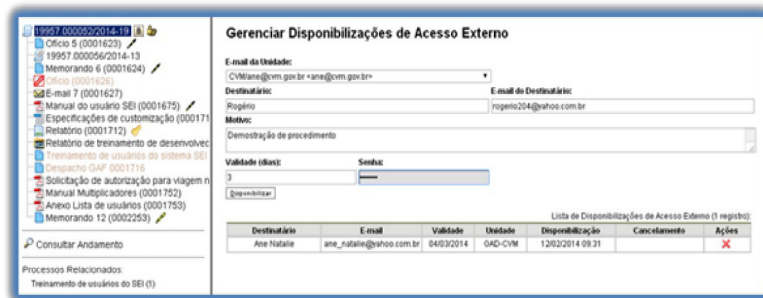 19957.000052/2014-19
Ofício 5 (0001623)
19957.000056/2014-13
Memorando 6 (0001624)
Ofício (0001626)
E-mail 7 (0001627)
Manual do usuário SEI (0001675)
Especificações de customização (000171
Relatório (0001712)
Relatório de treinamento de desenvolvec
Treinamento de usuários do sistema SEI
Despacho GAF 0001716
Solicitação de autorização para viagem n
Manual Multiplicadores (0001752)
Anexo Lista de usuários (0001753)
Memorando 12 (0002253)
Consultar Andamento
Processos Relacionados:
Treinamento de usuários do SEI (1)
Gerenciar Disponibilizações de Acesso Externo
E-mail da Unidade:
CVM/ane@cvm.gov.br <ane@cvm.gov.br>
Destinatário: E-mail do Destinatário:
Rogério rogerio204@yahoo.com.br
Motivo:
Demostração de procedimento
Validade (dias): Senha:
3 •••••••
Disponibilizar
Lista de Disponibilizações de Acesso Externo (1 registro):
Destinatário E-mail Validade Unidade Disponibilização Cancelamento Ações
Ane Natalie ane_natalie@yahoo.com.br 04/03/2014 GAD-CVM 12/02/2014 09:31